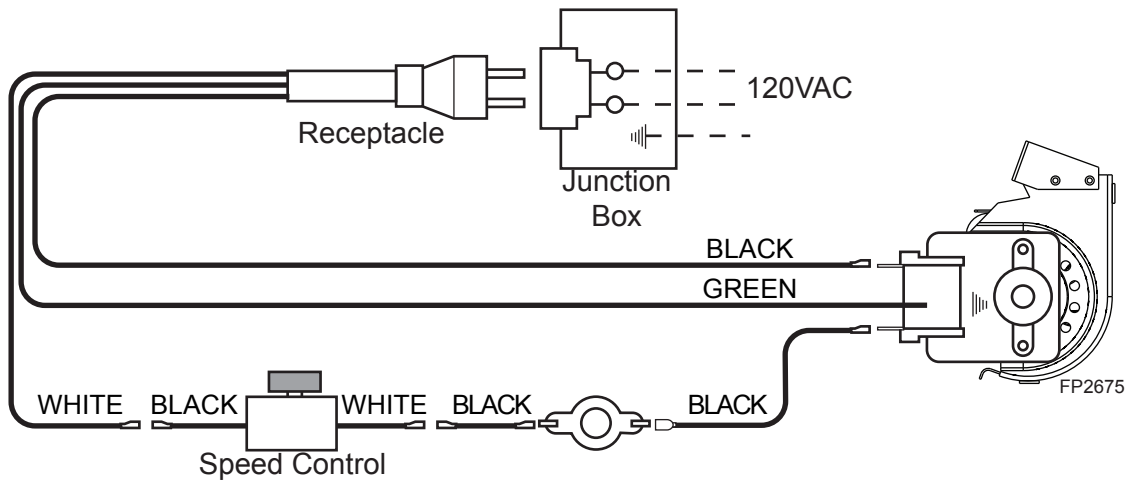 120VAC
Receptacle
Junction
Box
BLACK
GREEN
FP2675
WHITE BLACK WHITE BLACK BLACK
Speed Control